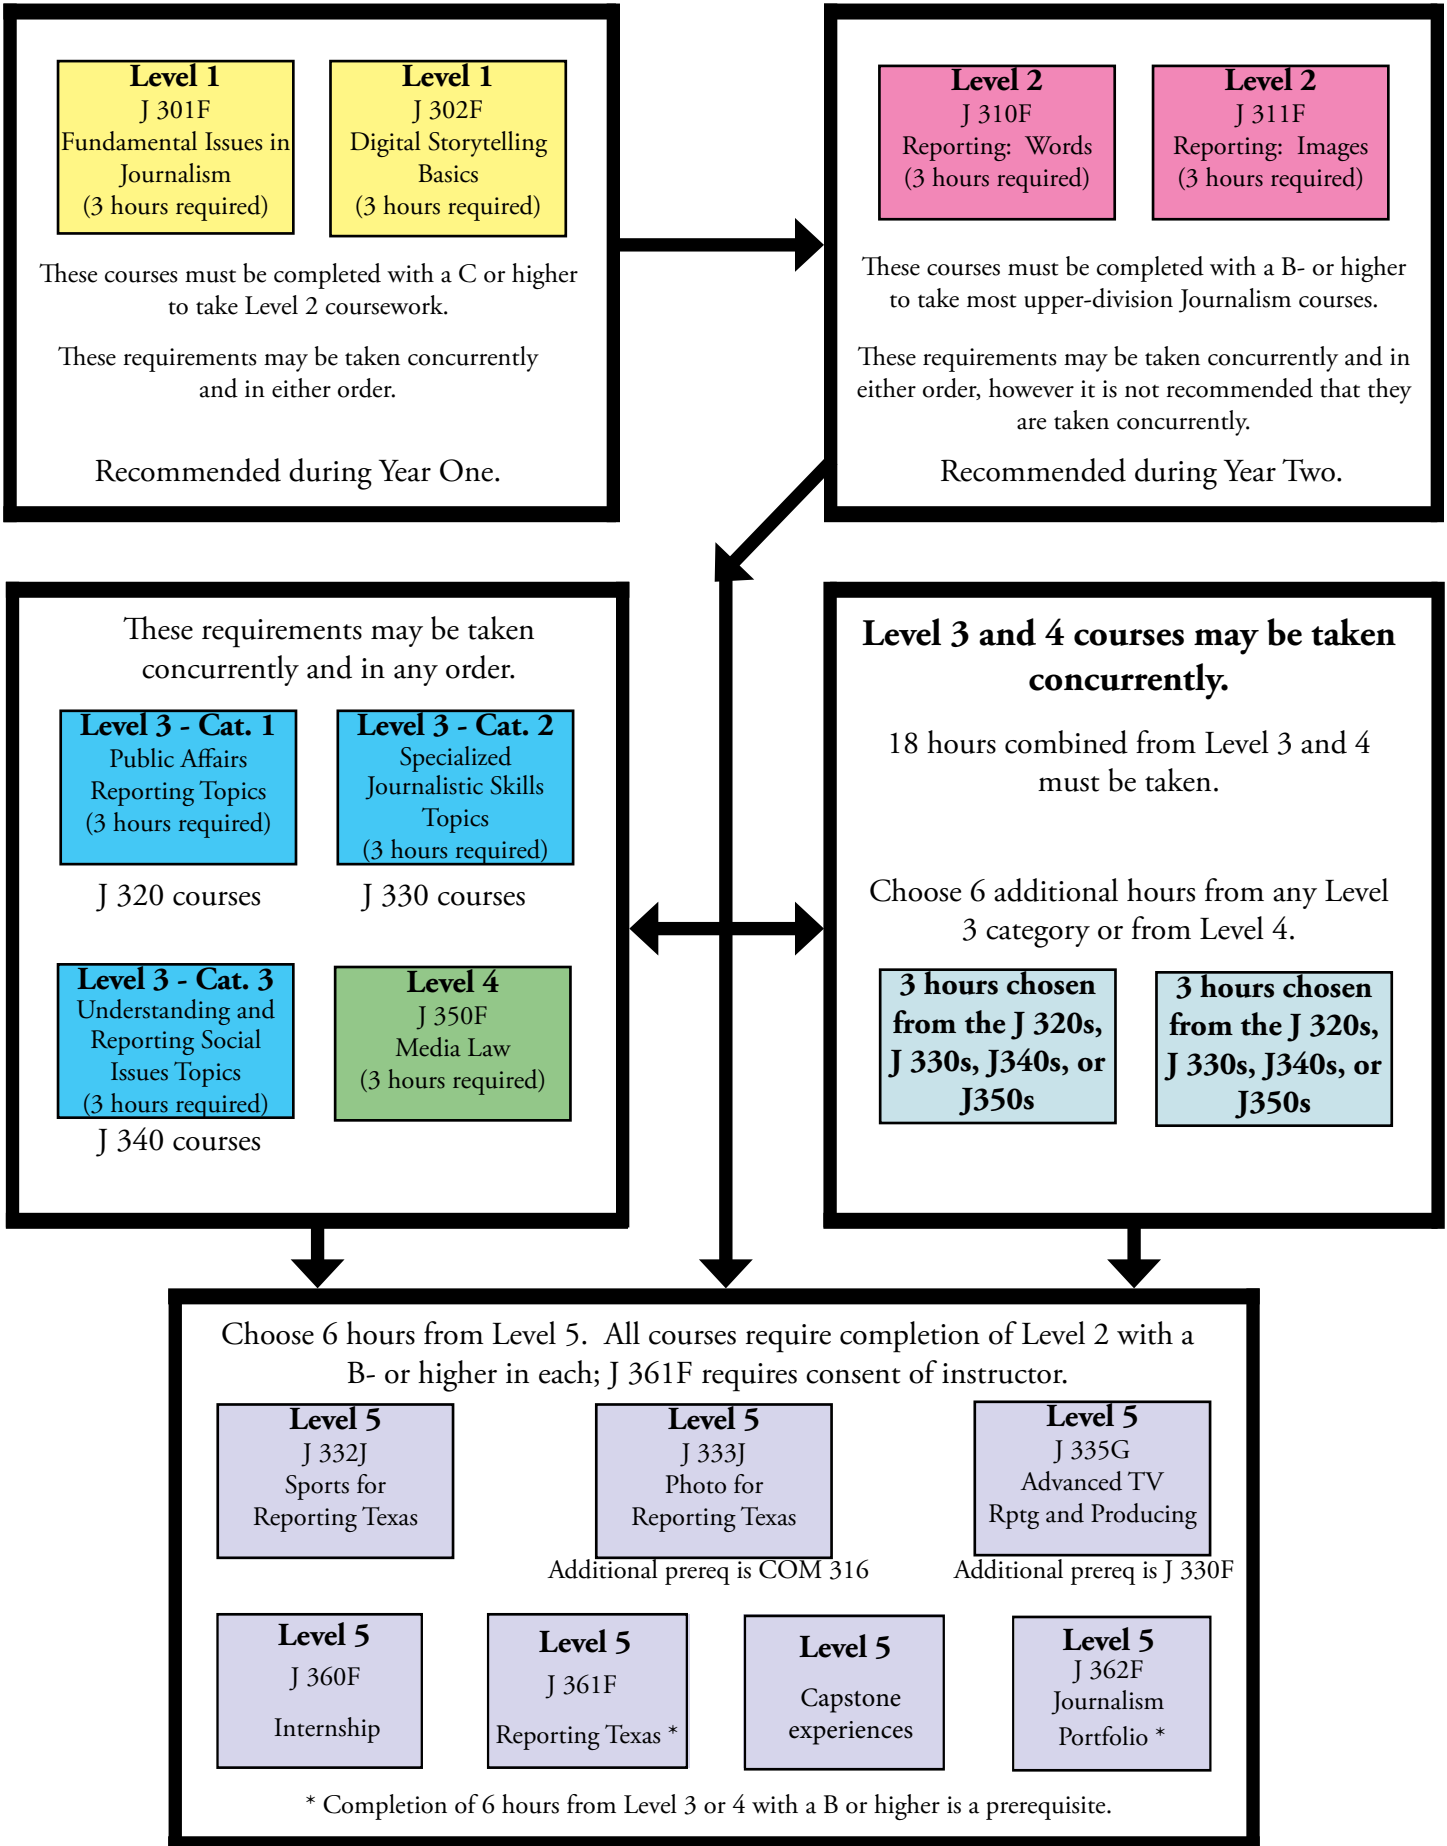 Level 1
J 301F
Fundamental Issues in
Journalism
(3 hours required)
Level 1
J 302F
Digital Storytelling
Basics
(3 hours required)
These courses must be completed with a C or higher
to take Level 2 coursework.
These requirements may be taken concurrently
and in either order.
Recommended during Year One.
Level 2
J 310F
Reporting:  Words
(3 hours required)
Level 2
J 311F
Reporting:  Images
(3 hours required)
These courses must be completed with a B- or higher
to take most upper-division Journalism courses.
These requirements may be taken concurrently and in
either order, however it is not recommended that they
are taken concurrently.
Recommended during Year Two.
These requirements may be taken
concurrently and in any order.
Level 3 - Cat. 1
Public Affairs
Reporting Topics
(3 hours required)
J 320 courses
Level 3 - Cat. 2
Specialized
Journalistic Skills
Topics
(3 hours required)
J 330 courses
Level 3 - Cat. 3
Understanding and
Reporting Social
Issues Topics
(3 hours required)
J 340 courses
Level 4
J 350F
Media Law
(3 hours required)
Level 3 and 4 courses may be taken
concurrently.
18 hours combined from Level 3 and 4
must be taken.
Choose 6 additional hours from any Level
3 category or from Level 4.
3 hours chosen
from the J 320s,
J 330s, J340s, or
J350s
3 hours chosen
from the J 320s,
J 330s, J340s, or
J350s
Choose 6 hours from Level 5.  All courses require completion of Level 2 with a
B- or higher in each; J 361F requires consent of instructor.
Level 5
J 332J
Sports for
Reporting Texas
Level 5
J 333J
Photo for
Reporting Texas
Additional prereq is COM 316
Level 5
J 335G
Advanced TV
Rptg and Producing
Additional prereq is J 330F
Level 5
J 360F
Internship
Level 5
J 361F
Reporting Texas *
Level 5
Capstone
experiences
Level 5
J 362F
Journalism
Portfolio *
* Completion of 6 hours from Level 3 or 4 with a B or higher is a prerequisite.